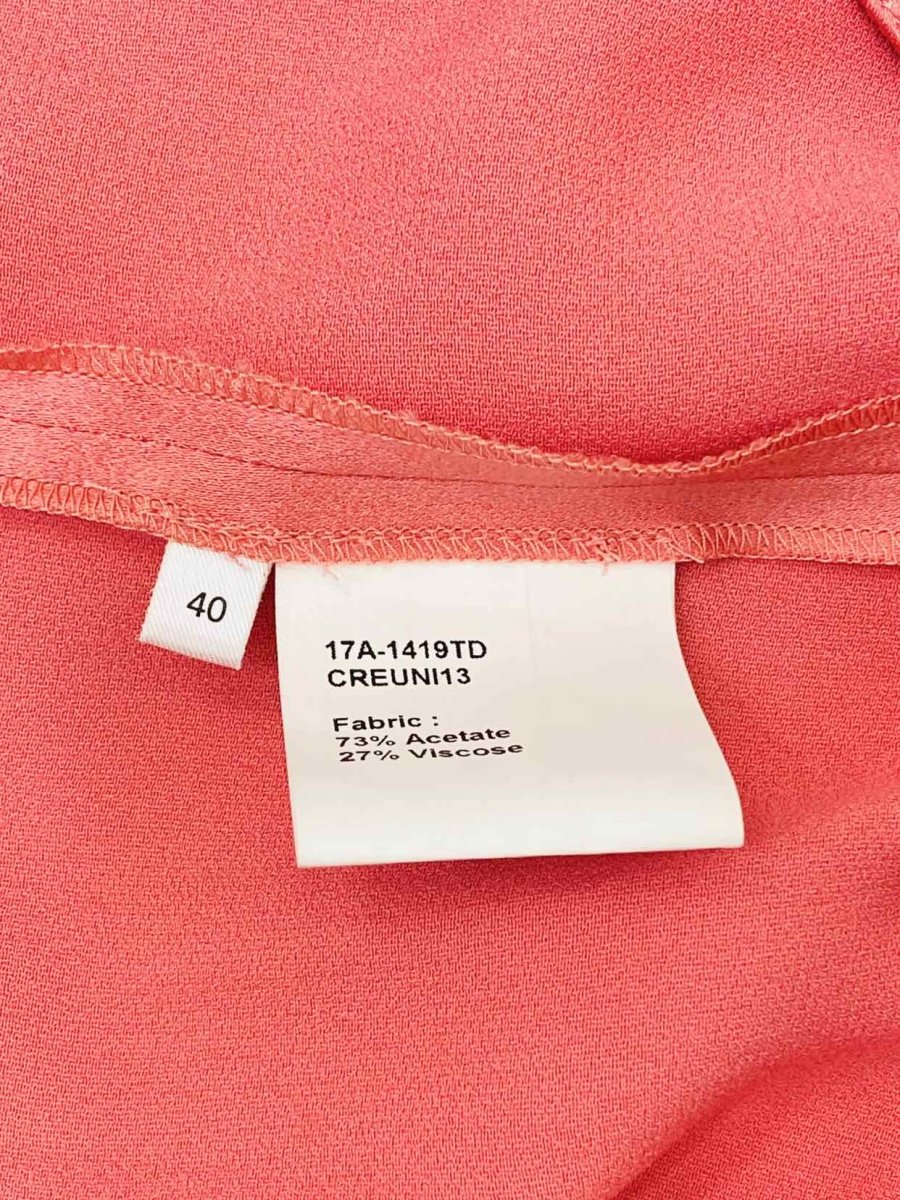 40
17A-1419TD
CREUNI13
Fabric :
73% Acetate
27% Viscose